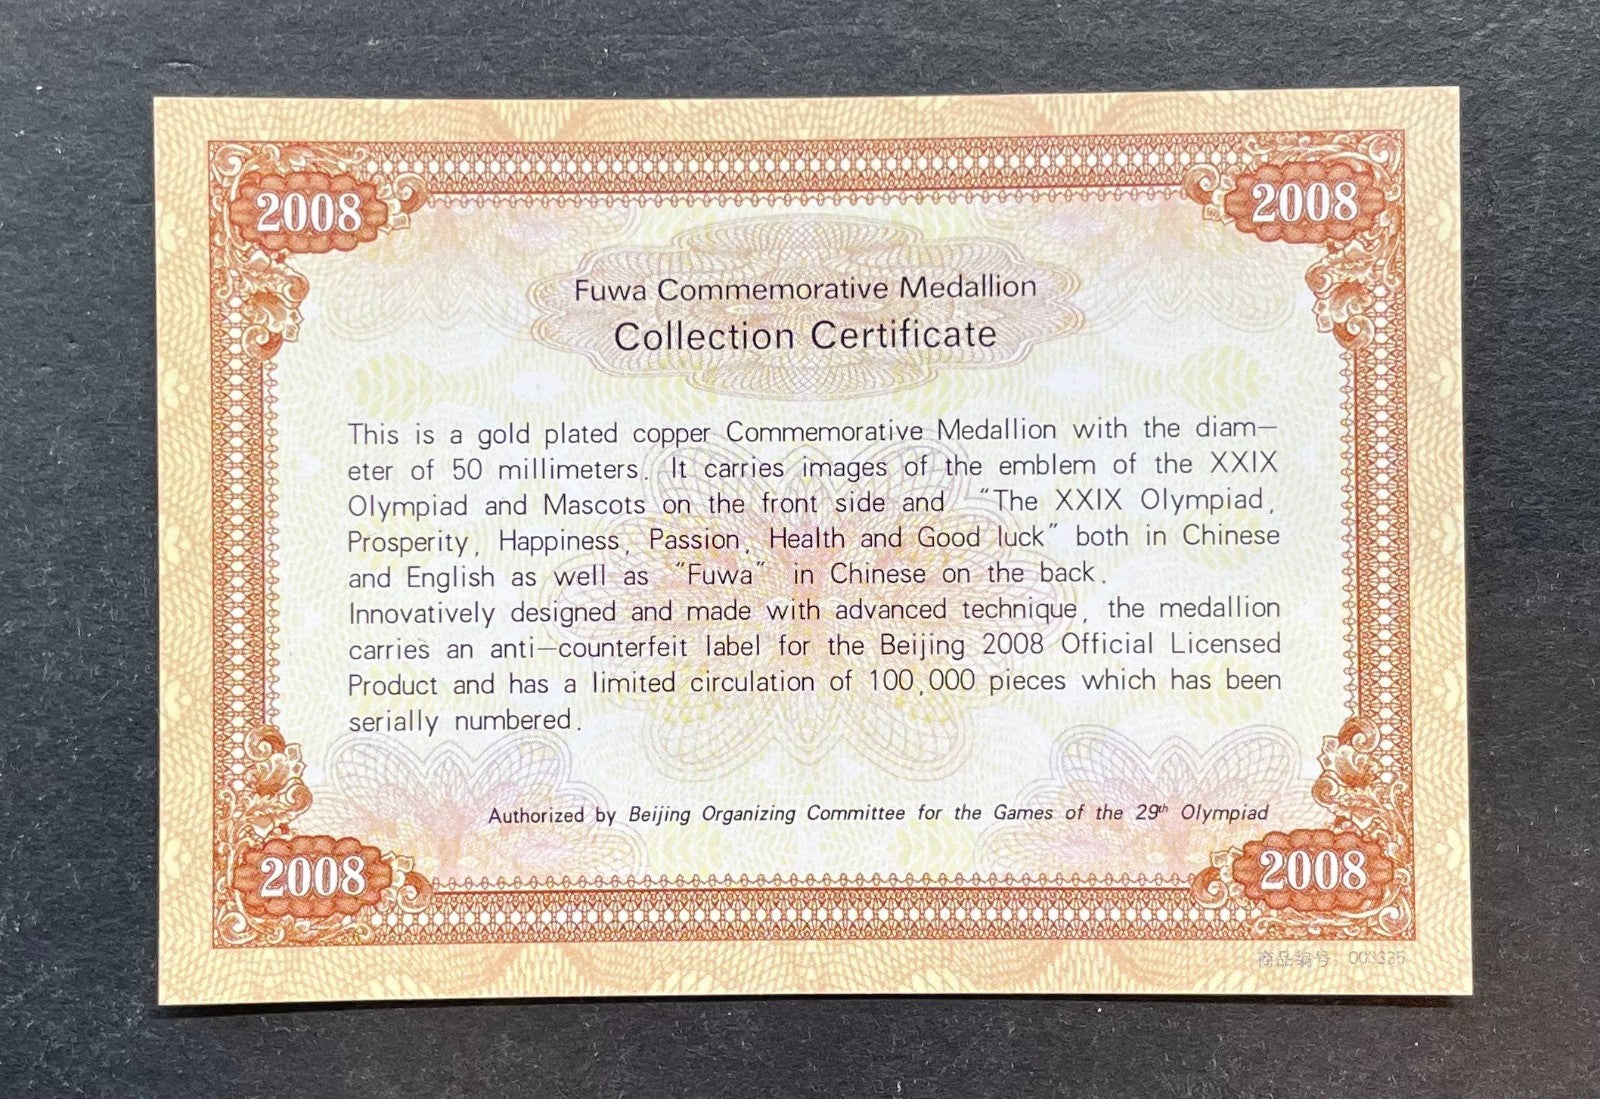 2008
2008
Fuwa Commemorative Medallion
Collection Certificate
This is a gold plated copper Commemorative Medallion with the diam—
eter of 50 millimeters. It carries images of the emblem of the XXIX
Olympiad and Mascots on the front side and "The XXIX Olympiad,
Prosperity, Happiness, Passion, Health and Good luck" both in Chinese
and English as well as "Fuwa" in Chinese on the back.
Innovatively designed and made with advanced technique, the medallion
carries an anti—counterfeit label for the Beijing 2008 Official Licensed
Product and has a limited circulation of 100,000 pieces which has been
serially numbered.
Authorized by Beijing Organizing Committee for the Games of the 29th Olympiad
2008
2008
商品编号: 003335